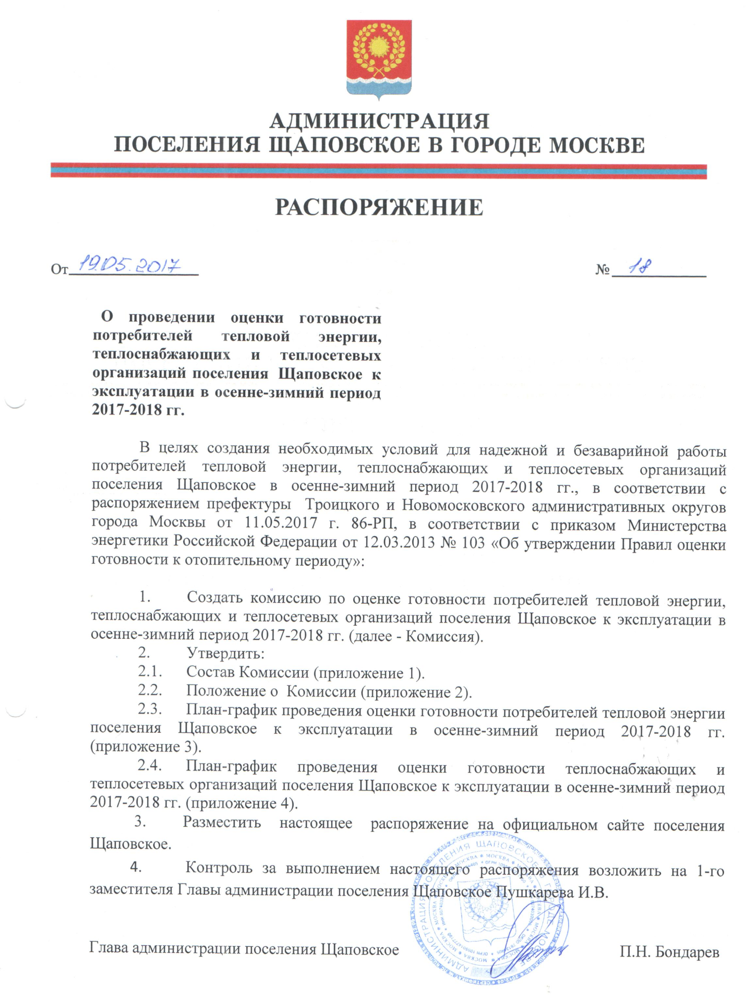 АДМИНИСТРАЦИЯ
ПОСЕЛЕНИЯ ЩАПОВСКОЕ В ГОРОДЕ МОСКВЕ
РАСПОРЯЖЕНИЕ
От 19.05.2017 № 18
О проведении оценки готовности
потребителей тепловой энергии,
теплоснабжающих и теплосетевых
организаций поселения Щаповское к
эксплуатации в осенне-зимний период
2017-2018 гг.
В целях создания необходимых условий для надежной и безаварийной работы
потребителей тепловой энергии, теплоснабжающих и теплосетевых организаций
поселения Щаповское в осенне-зимний период 2017-2018 гг., в соответствии с
распоряжением префектуры Троицкого и Новомосковского административных округов
города Москвы от 11.05.2017 г. 86-РП, в соответствии с приказом Министерства
энергетики Российской Федерации от 12.03.2013 № 103 «Об утверждении Правил оценки
готовности к отопительному периоду»:
1. Создать комиссию по оценке готовности потребителей тепловой энергии,
теплоснабжающих и теплосетевых организаций поселения Щаповское к эксплуатации в
осенне-зимний период 2017-2018 гг. (далее - Комиссия).
2. Утвердить:
2.1. Состав Комиссии (приложение 1).
2.2. Положение о Комиссии (приложение 2).
2.3. План-график проведения оценки готовности потребителей тепловой энергии
поселения Щаповское к эксплуатации в осенне-зимний период 2017-2018 гг.
(приложение 3).
2.4. План-график проведения оценки готовности теплоснабжающих и
теплосетевых организаций поселения Щаповское к эксплуатации в осенне-зимний период
2017-2018 гг. (приложение 4).
3. Разместить настоящее распоряжение на официальном сайте поселения
Щаповское.
4. Контроль за выполнением настоящего распоряжения возложить на 1-го
заместителя Главы администрации поселения Щаповское Пушкарева И.В.
Глава администрации поселения Щаповское П.Н. Бондарев
АДМИНИСТРАЦИЯ ПОСЕЛЕНИЯ ЩАПОВСКОЕ В ГОРОДЕ МОСКВЕ